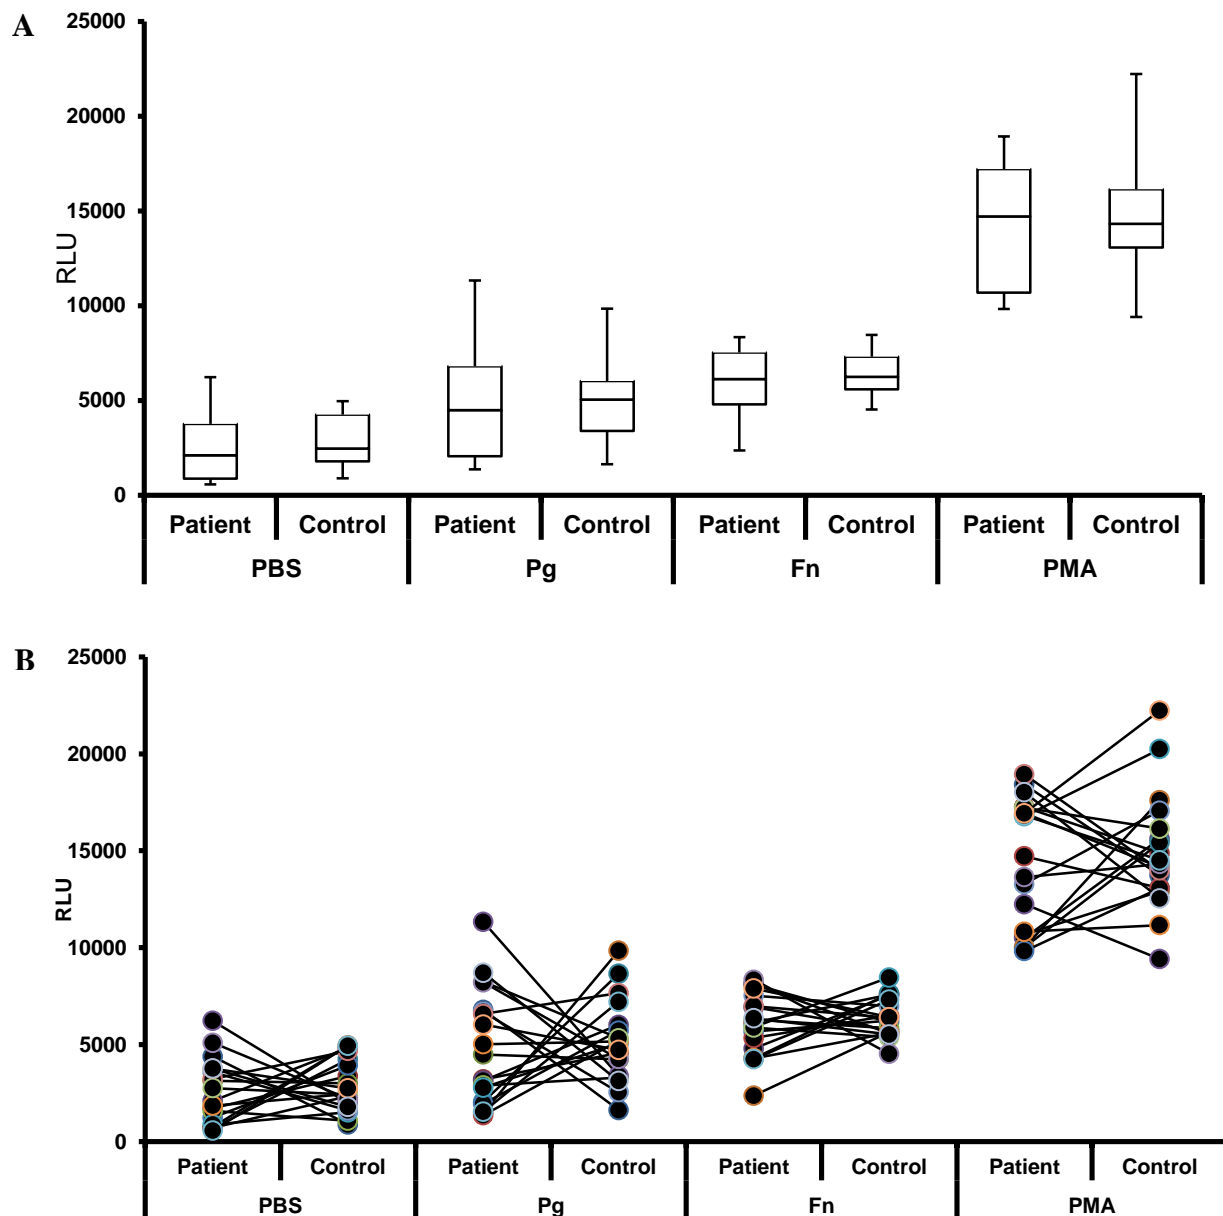 A
25000
20000
15000
10000
5000
0
RLU
Patient Control Patient Control Patient Control Patient Control
PBS Pg Fn PMA
B
25000
20000
15000
10000
5000
0
RLU
Patient Control Patient Control Patient Control Patient Control
PBS Pg Fn PMA